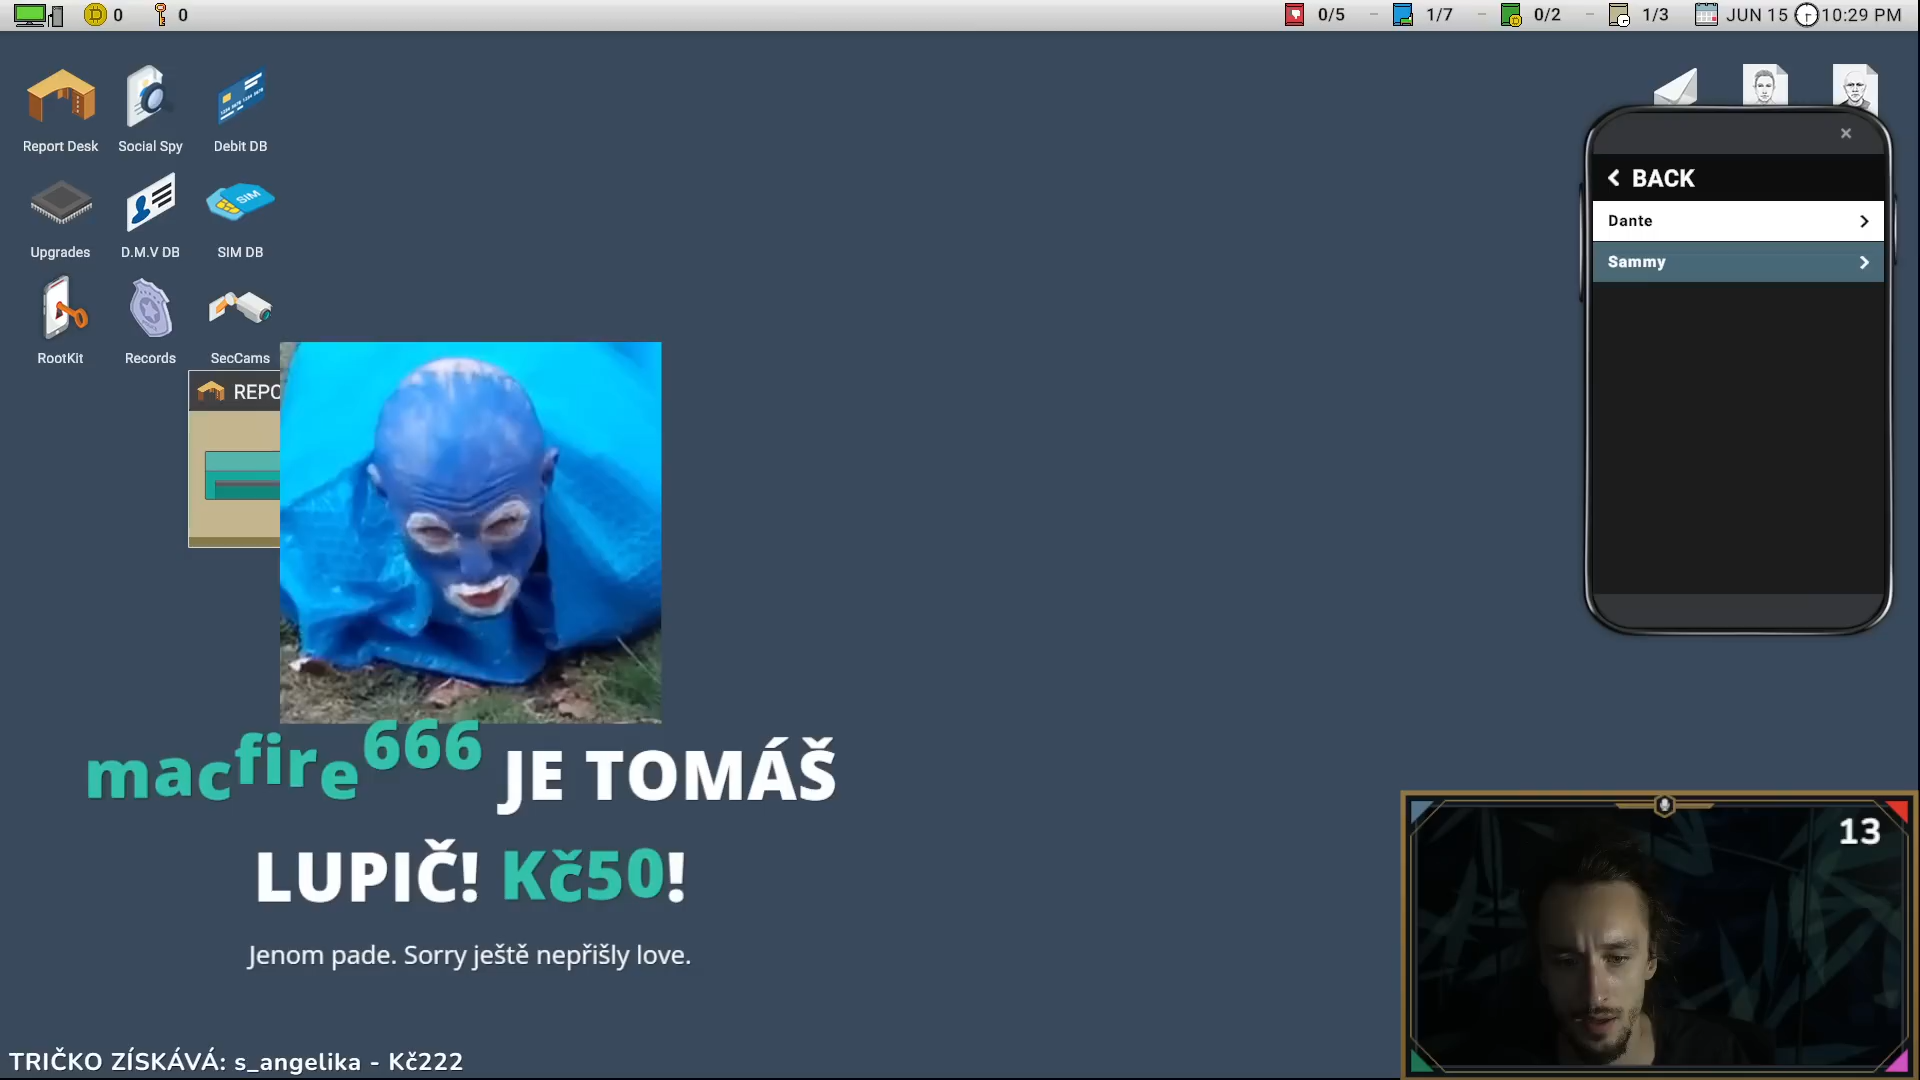 0 0 0/5 - 1/7 - 0/2 - 1/3 JUN 15 10:29 PM
Report Desk Social Spy Debit DB
Upgrades D.M.V DB SIM DB
RootKit Records SecCams
BACK
Dante
Sammy
REPO
macfire666 JE TOMÁŠ
LUPIČ! Kč50!
Jenom pade. Sorry ještě nepřišly love.
13
TRIČKO ZÍSKÁVÁ: s_angelika - Kč222